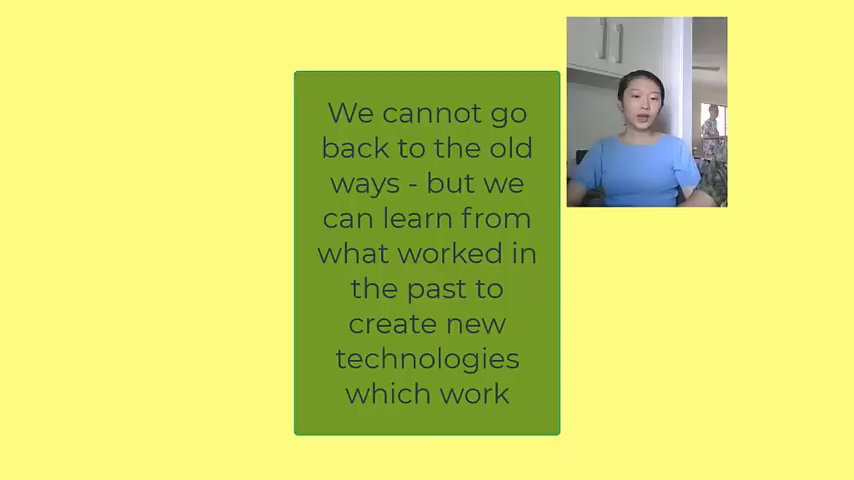 We cannot go
back to the old
ways - but we
can learn from
what worked in
the past to
create new
technologies
which work